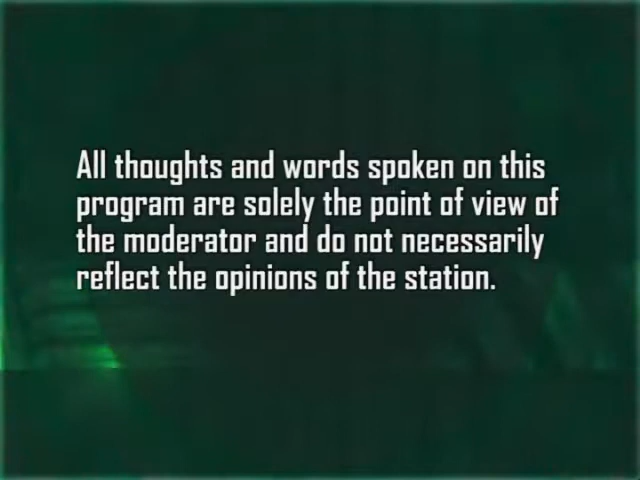 All thoughts and words spoken on this
program are solely the point of view of
the moderator and do not necessarily
reflect the opinions of the station.